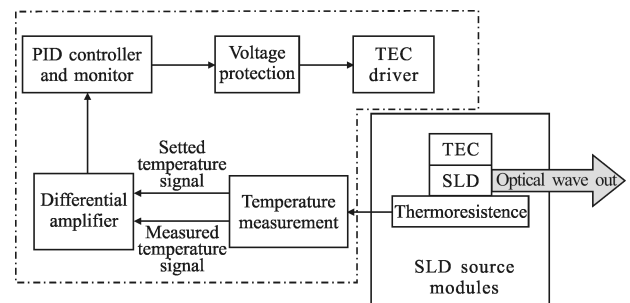 PID controller
and monitor
Voltage
protection
TEC
driver
Setted
temperature
signal
TEC
SLD
Optical wave out
Differential
amplifier
Temperature
measurement
Thermoresistence
Measured
temperature
signal
SLD source
modules